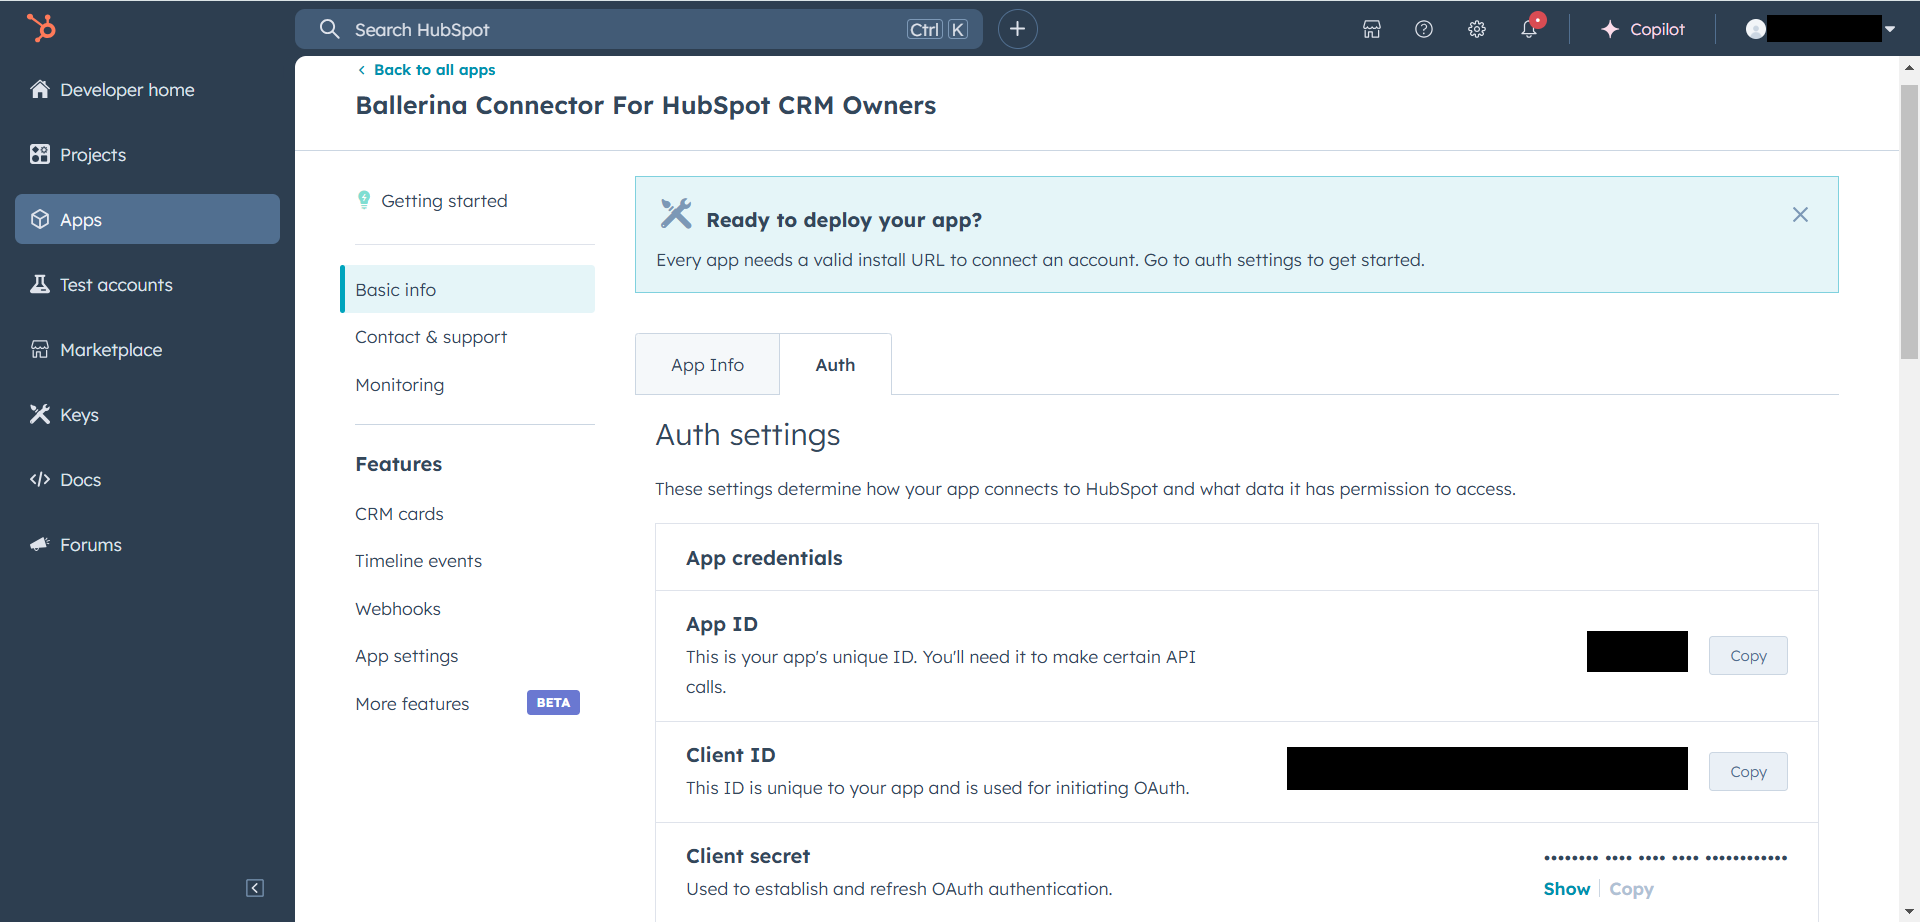 Search HubSpot
Ctrl K
Copilot
Developer home
Projects
Apps
Test accounts
Marketplace
Keys
Docs
Forums
Back to all apps
Ballerina Connector For HubSpot CRM Owners
Getting started
Basic info
Contact & support
Monitoring
Features
CRM cards
Timeline events
Webhooks
App settings
More features BETA
Ready to deploy your app?
Every app needs a valid install URL to connect an account. Go to auth settings to get started.
App Info Auth
Auth settings
These settings determine how your app connects to HubSpot and what data it has permission to access.
App credentials
App ID
This is your app's unique ID. You'll need it to make certain API
calls.
Copy
Client ID
This ID is unique to your app and is used for initiating OAuth.
Copy
Client secret
Used to establish and refresh OAuth authentication.
Show Copy